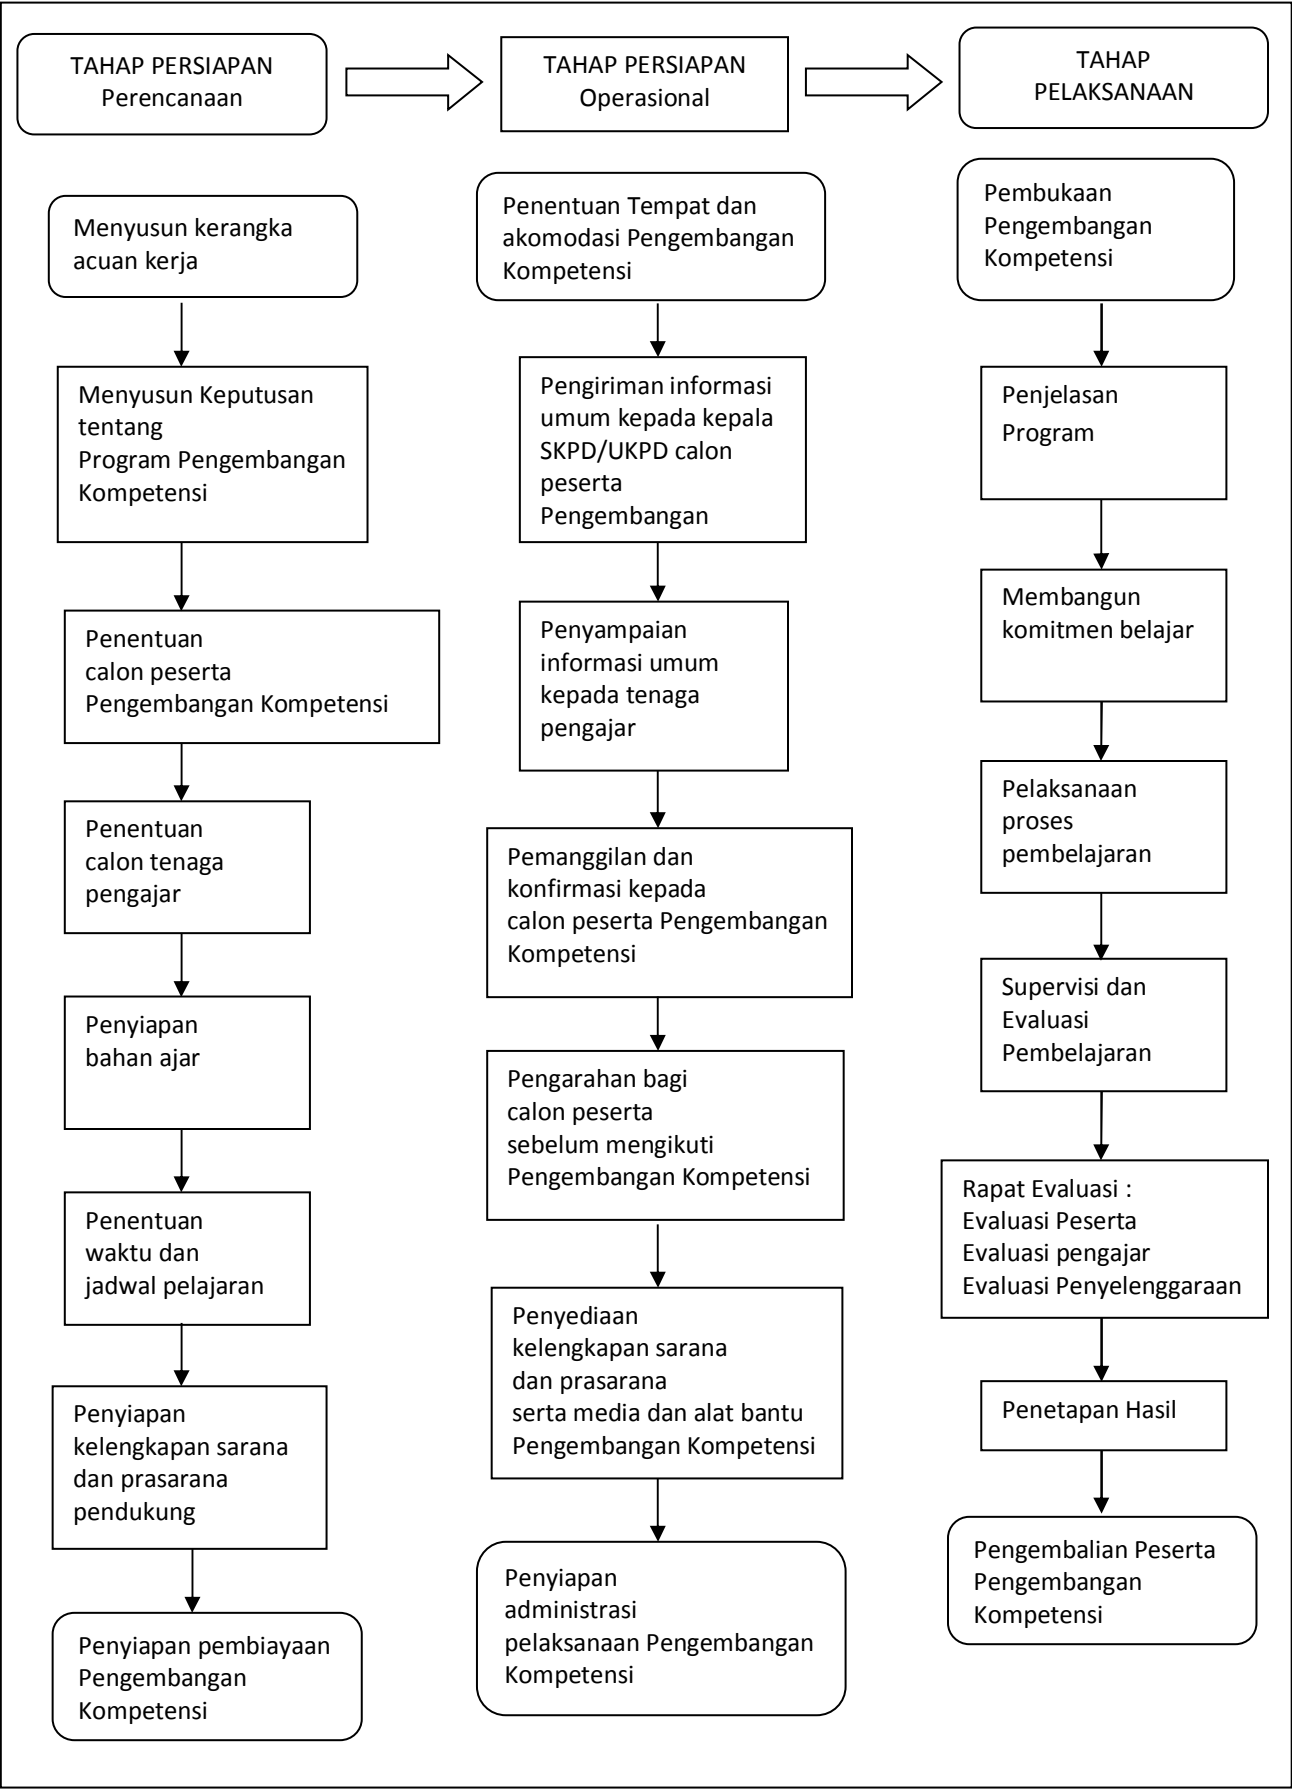 TAHAP PERSIAPAN
Perencanaan
TAHAP PERSIAPAN
Operasional
TAHAP
PELAKSANAAN
Menyusun kerangka
acuan kerja
Menyusun Keputusan
tentang
Program Pengembangan
Kompetensi
Penentuan
calon peserta
Pengembangan Kompetensi
Penentuan
calon tenaga
pengajar
Penyiapan
bahan ajar
Penentuan
waktu dan
jadwal pelajaran
Penyiapan
kelengkapan sarana
dan prasarana
pendukung
Penyiapan pembiayaan
Pengembangan
Kompetensi
Penentuan Tempat dan
akomodasi Pengembangan
Kompetensi
Pengiriman informasi
umum kepada kepala
SKPD/UKPD calon
peserta
Pengembangan
Penyampaian
informasi umum
kepada tenaga
pengajar
Pemanggilan dan
konfirmasi kepada
calon peserta Pengembangan
Kompetensi
Pengarahan bagi
calon peserta
sebelum mengikuti
Pengembangan Kompetensi
Penyediaan
kelengkapan sarana
dan prasarana
serta media dan alat bantu
Pengembangan Kompetensi
Penyiapan
administrasi
pelaksanaan Pengembangan
Kompetensi
Pembukaan
Pengembangan
Kompetensi
Penjelasan
Program
Membangun
komitmen belajar
Pelaksanaan
proses
pembelajaran
Supervisi dan
Evaluasi
Pembelajaran
Rapat Evaluasi :
Evaluasi Peserta
Evaluasi pengajar
Evaluasi Penyelenggaraan
Penetapan Hasil
Pengembalian Peserta
Pengembangan
Kompetensi